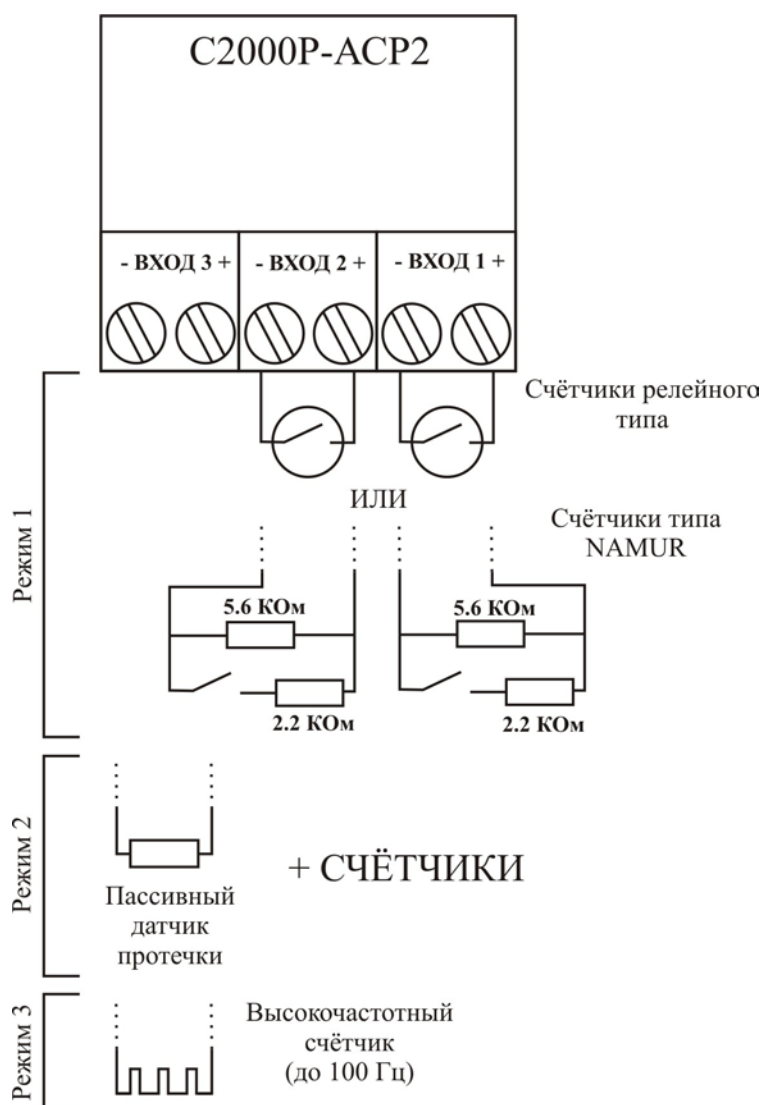 C2000P-ACP2
- ВХОД 3 +
- ВХОД 2 +
- ВХОД 1 +
Режим 1
Счётчики релейного
типа
ИЛИ
Счётчики типа
NAMUR
5.6 КОм
5.6 КОм
2.2 КОм
2.2 КОм
Режим 2
+ СЧЁТЧИКИ
Пассивный
датчик
протечки
Режим 3
Высокочастотный
счётчик
(до 100 Гц)